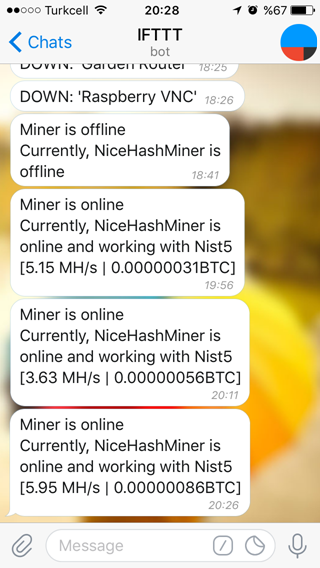 Turkcell 20:28 %67
Chats IFTTT
bot
DOWN: 'Garden Router' 18:25
DOWN: 'Raspberry VNC' 18:26
Miner is offline
Currently, NiceHashMiner is
offline 18:41
Miner is online
Currently, NiceHashMiner is
online and working with Nist5
[5.15 MH/s | 0.00000031BTC]
19:56
Miner is online
Currently, NiceHashMiner is
online and working with Nist5
[3.63 MH/s | 0.00000056BTC]
20:11
Miner is online
Currently, NiceHashMiner is
online and working with Nist5
[5.95 MH/s | 0.00000086BTC]
20:26
Message